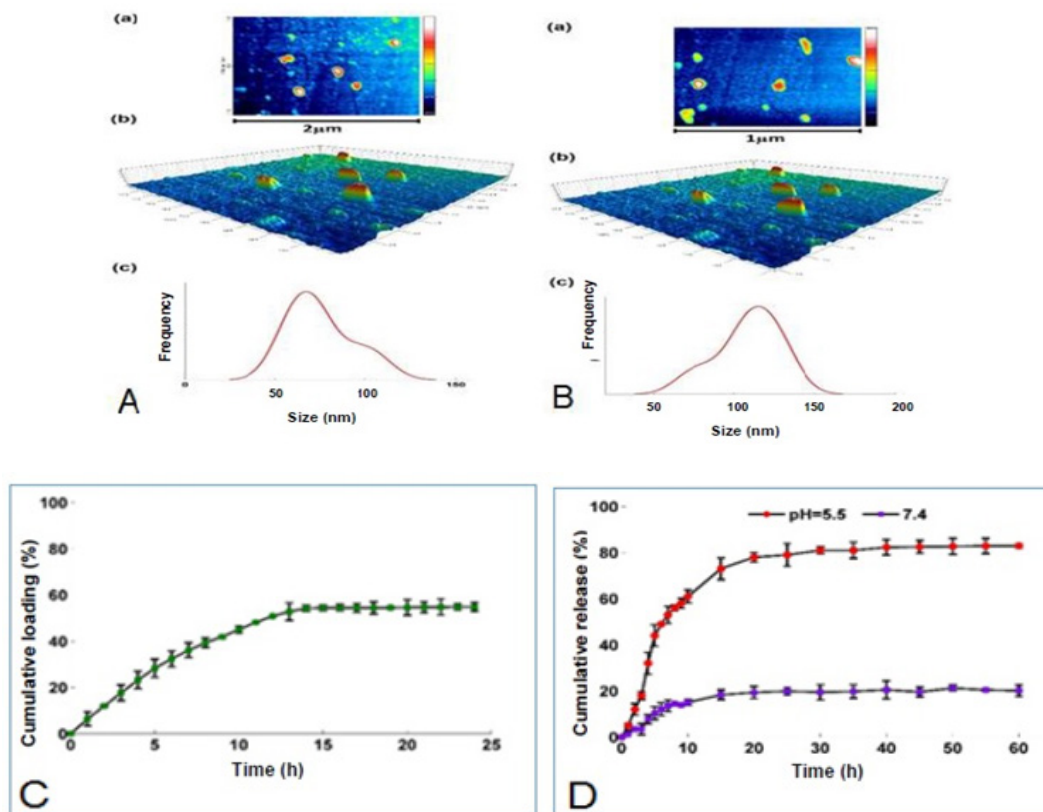 (a)
2μm
(b)
(c)
Frequency
0
50
100
150
Size (nm)
A
(a)
1μm
(b)
(c)
Frequency
50
100
150
200
Size (nm)
B
100
80
60
40
20
0
Cumulative loading (%)
0
5
10
15
20
25
Time (h)
C
pH=5.5
7.4
100
80
60
40
20
0
Cumulative release (%)
0
10
20
30
40
50
60
Time (h)
D